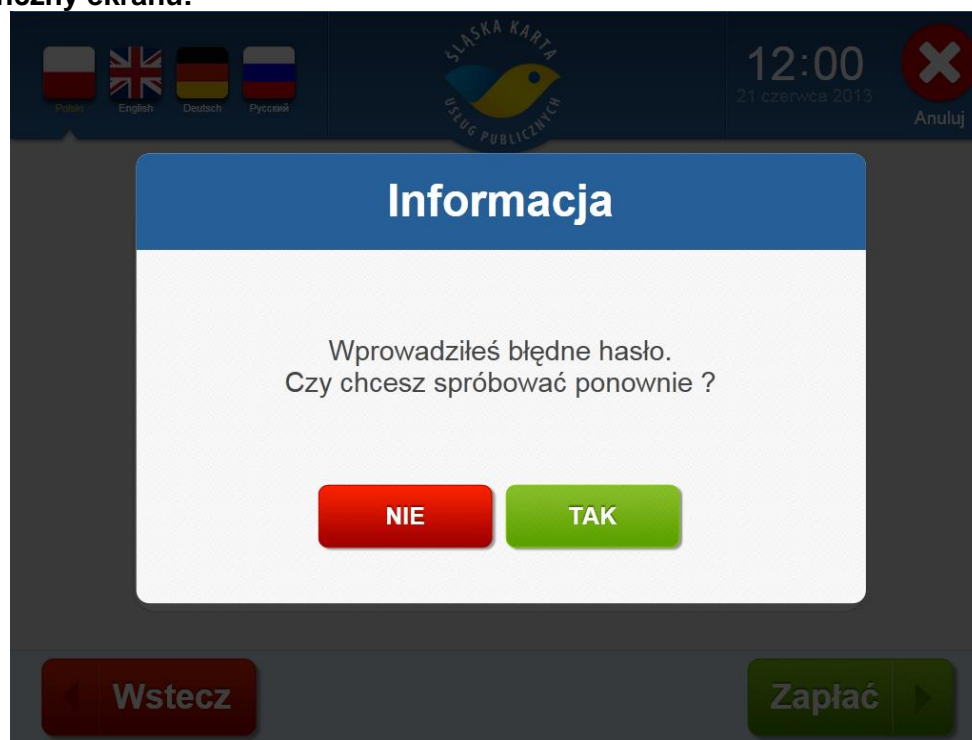 ekranu:
Polski
English
Deutsch
Русский
ŚLĄSKA KARTA
USŁUG PUBLICZNYCH
12:00
21 czerwca 2013
Anuluj
Informacja
Wprowadziłeś błędne hasło.
Czy chcesz spróbować ponownie ?
NIE
TAK
Wstecz
Zapłać